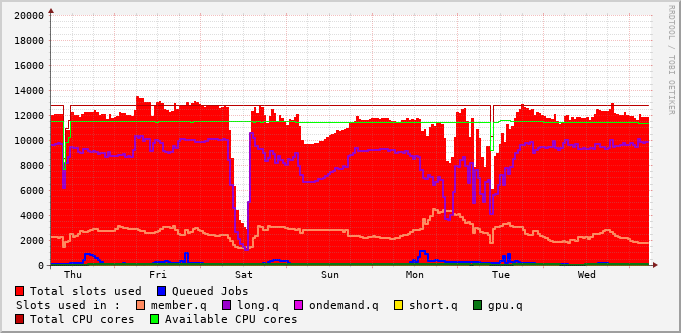 20000
18000
16000
14000
12000
10000
8000
6000
4000
2000
0
Thu Fri Sat Sun Mon Tue Wed
RRDTOOL / TOBI OETIKER
Total slots used Queued Jobs
Slots used in : member.q long.q ondemand.q short.q gpu.q
Total CPU cores Available CPU cores